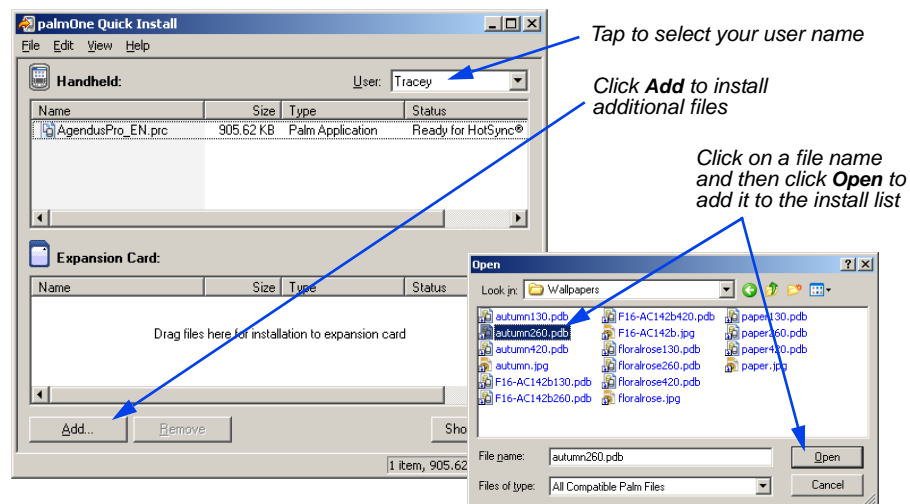 palmOne Quick Install
File Edit View Help
Handheld:
User: Tracey
Name Size Type Status
AgendusPro_EN.prc 905.62 KB Palm Application Ready for HotSync®
Expansion Card:
Name Size Type Status
Drag files here for installation to expansion card
Add... Remove Sho
1 item, 905.62
Tap to select your user name
Click Add to install
additional files
Click on a file name
and then click Open to
add it to the install list
Open
Look in: Wallpapers
autumn130.pdb F16-AC142b420.pdb paper130.pdb
autumn260.pdb F16-AC142b.jpg paper260.pdb
autumn420.pdb floralrose130.pdb paper420.pdb
autumn.jpg floralrose260.pdb paper.jpg
F16-AC142b130.pdb floralrose420.pdb
F16-AC142b260.pdb floralrose.jpg
File name: autumn260.pdb Open
Files of type: All Compatible Palm Files Cancel